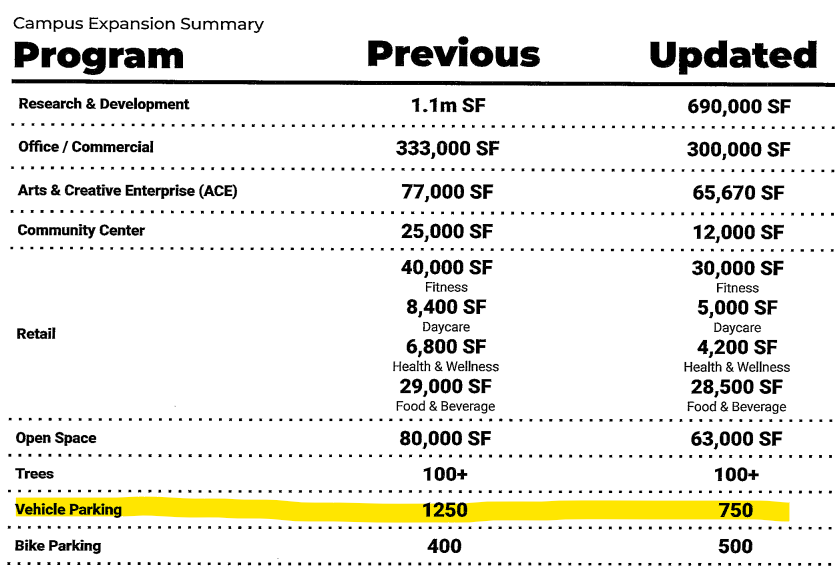 Campus Expansion Summary
Program Previous Updated
Research & Development 1.1m SF 690,000 SF
Office / Commercial 333,000 SF 300,000 SF
Arts & Creative Enterprise (ACE) 77,000 SF 65,670 SF
Community Center 25,000 SF 12,000 SF
40,000 SF 30,000 SF
Fitness Fitness
8,400 SF 5,000 SF
Daycare Daycare
Retail
6,800 SF 4,200 SF
Health & Wellness Health & Wellness
29,000 SF 28,500 SF
Food & Beverage Food & Beverage
Open Space 80,000 SF 63,000 SF
Trees 100+ 100+
Vehicle Parking 1250 750
Bike Parking 400 500